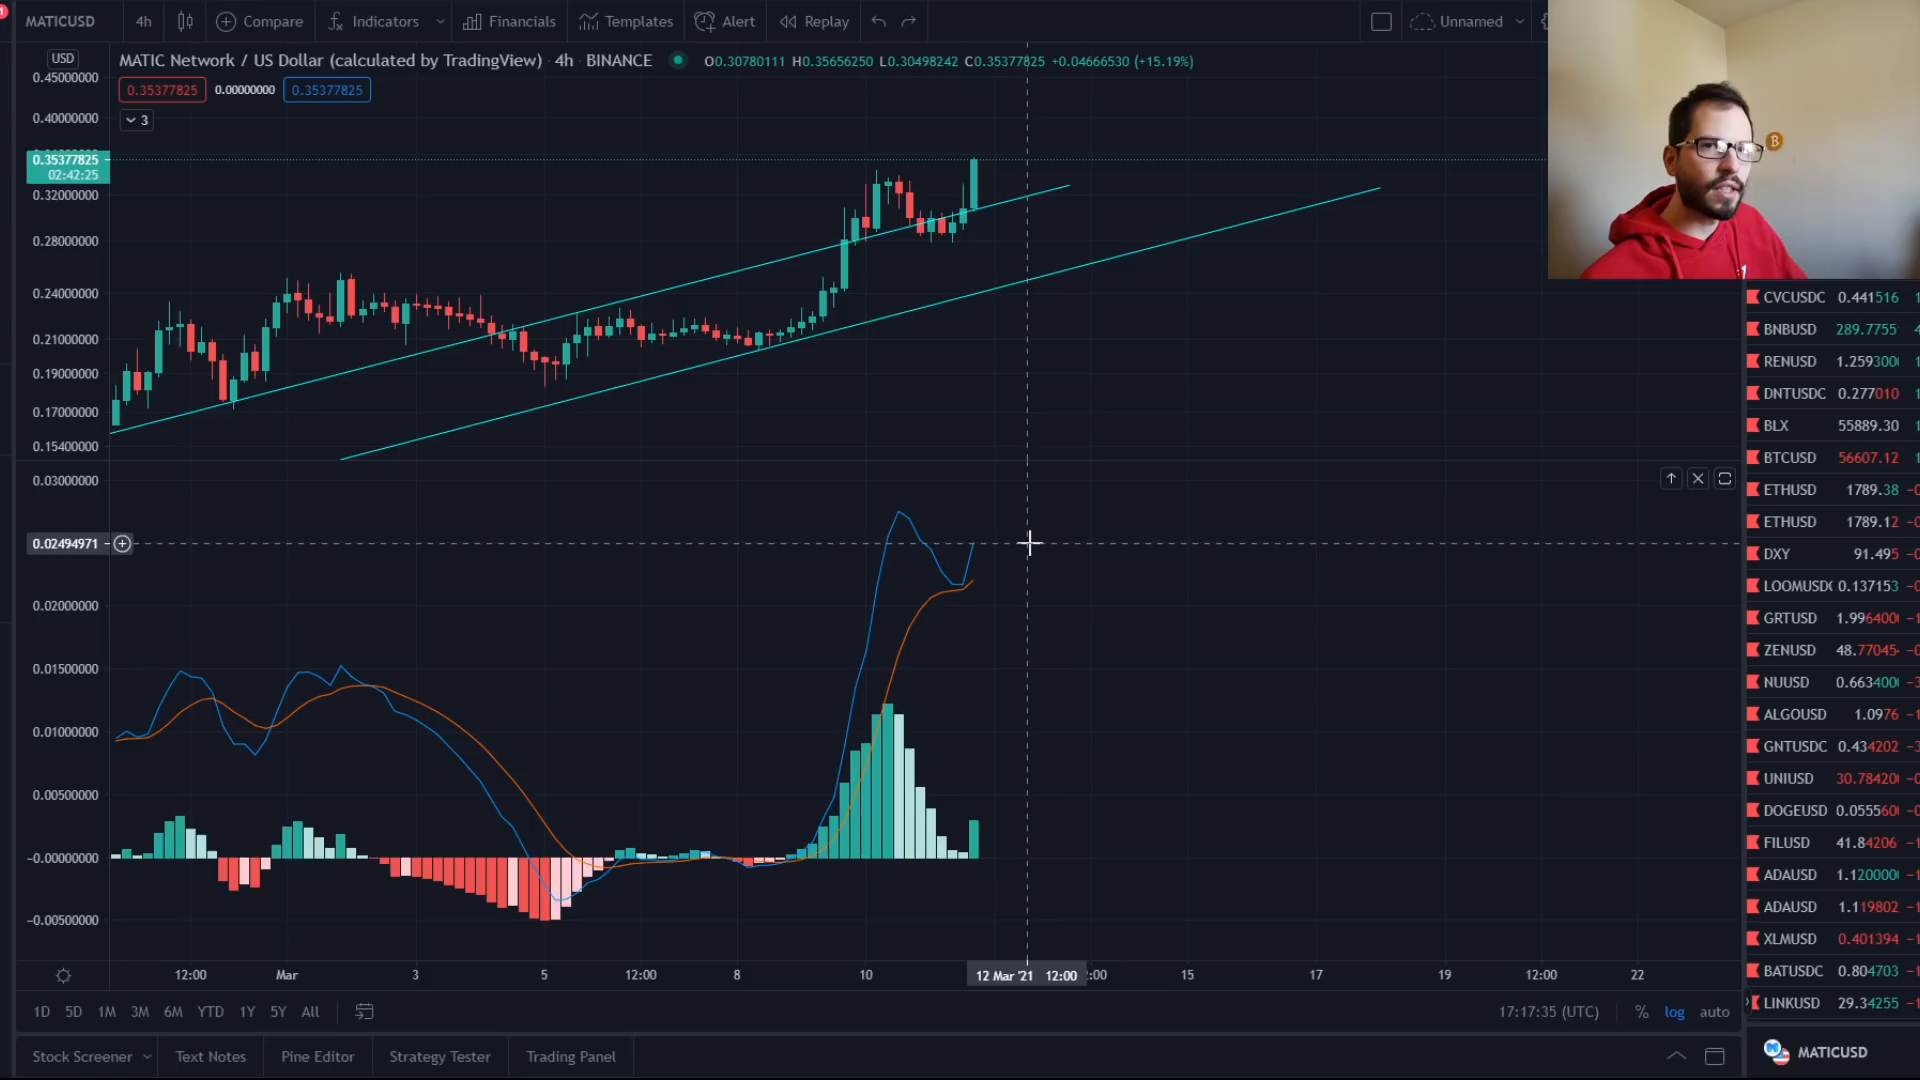 MATICUSD 4h Compare Indicators Financials Templates Alert Replay Unnamed
USD MATIC Network / US Dollar (calculated by TradingView) · 4h · BINANCE O0.30780111 H0.35656250 L0.30498242 C0.35377825 +0.04666530 (+15.19%)
0.45000000
0.35377825 0.00000000 0.35377825
0.40000000
3
0.35377825
02:42:25
0.32000000
0.28000000
0.24000000
0.21000000
0.19000000
0.17000000
0.15400000
0.03000000
0.02494971
0.02000000
0.01500000
0.01000000
0.00500000
-0.00000000
-0.00500000
12:00 Mar 3 5 12:00 8 10 12 Mar '21 12:00 :00 15 17 19 12:00 22
1D 5D 1M 3M 6M YTD 1Y 5Y All 17:17:35 (UTC) % log auto
Stock Screener Text Notes Pine Editor Strategy Tester Trading Panel
CVCUSDC 0.441516
BNBUSD 289.7755
RENUSD 1.259300
DNTUSDC 0.277010
BLX 55889.30
BTCUSD 56607.12
ETHUSD 1789.38
ETHUSD 1789.12
DXY 91.495
LOOMUSD 0.137153
GRTUSD 1.996400
ZENUSD 48.77045
NUUSD 0.663400
ALGOUSD 1.0976
GNTUSDC 0.434202
UNIUSD 30.78420
DOGEUSD 0.055560
FILUSD 41.84206
ADAUSD 1.120000
ADAUSD 1.119802
XLMUSD 0.401394
BATUSDC 0.804703
LINKUSD 29.34255
MATICUSD